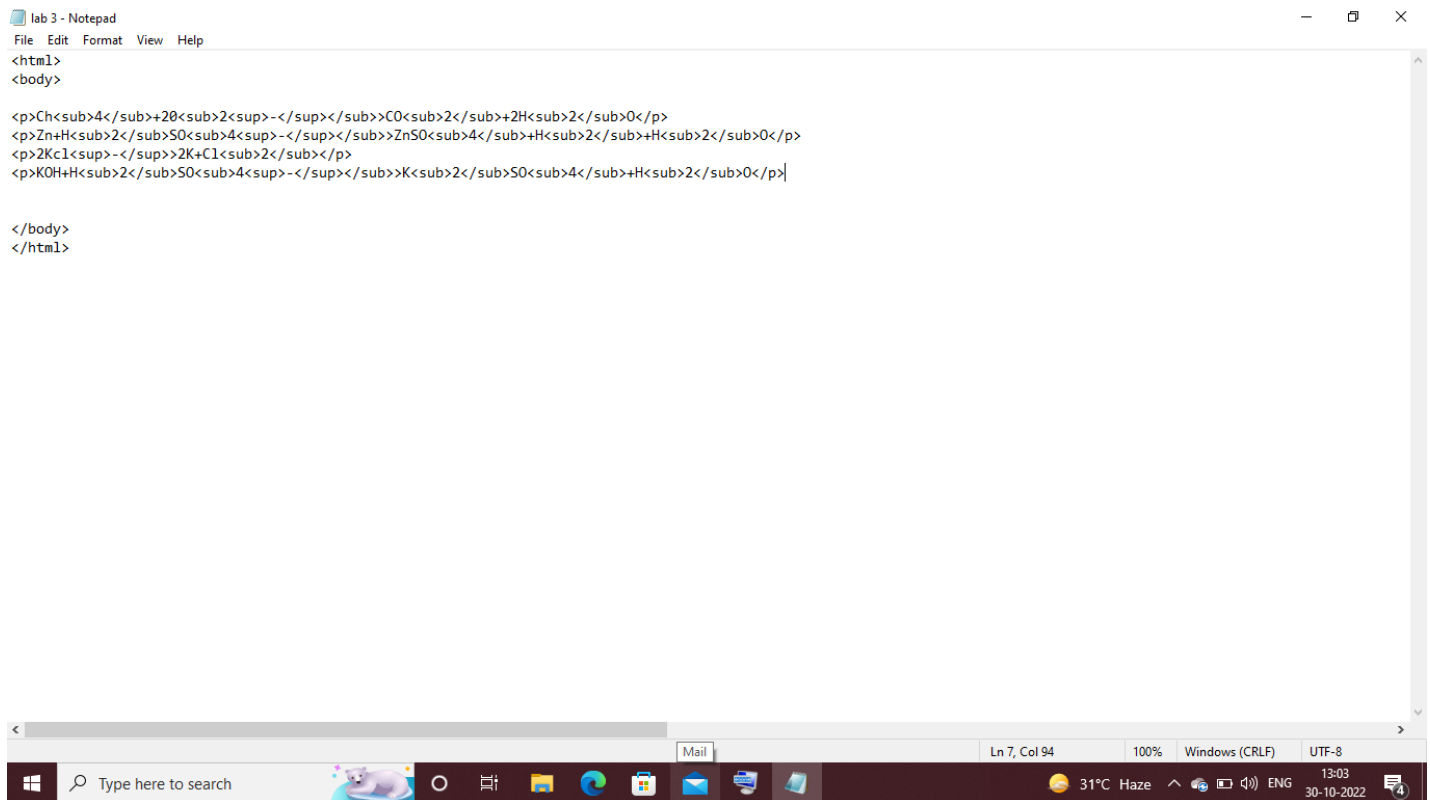 lab 3 - Notepad
File Edit Format View Help
<html>
<body>
<p>Ch<sub>4</sub>+20<sub>2<sup>-</sup></sub>>CO<sub>2</sub>+2H<sub>2</sub>O</p>
<p>Zn+H<sub>2</sub>SO<sub>4<sup>-</sup></sub>>ZnSO<sub>4</sub>+H<sub>2</sub>+H<sub>2</sub>O</p>
<p>2Kcl<sup>-</sup>>2K+Cl<sub>2</sub></p>
<p>KOH+H<sub>2</sub>SO<sub>4<sup>-</sup></sub>>K<sub>2</sub>SO<sub>4</sub>+H<sub>2</sub>O</p>
</body>
</html>
Mail
Ln 7, Col 94 100% Windows (CRLF) UTF-8
Type here to search 31°C Haze ENG 13:03
30-10-2022 4